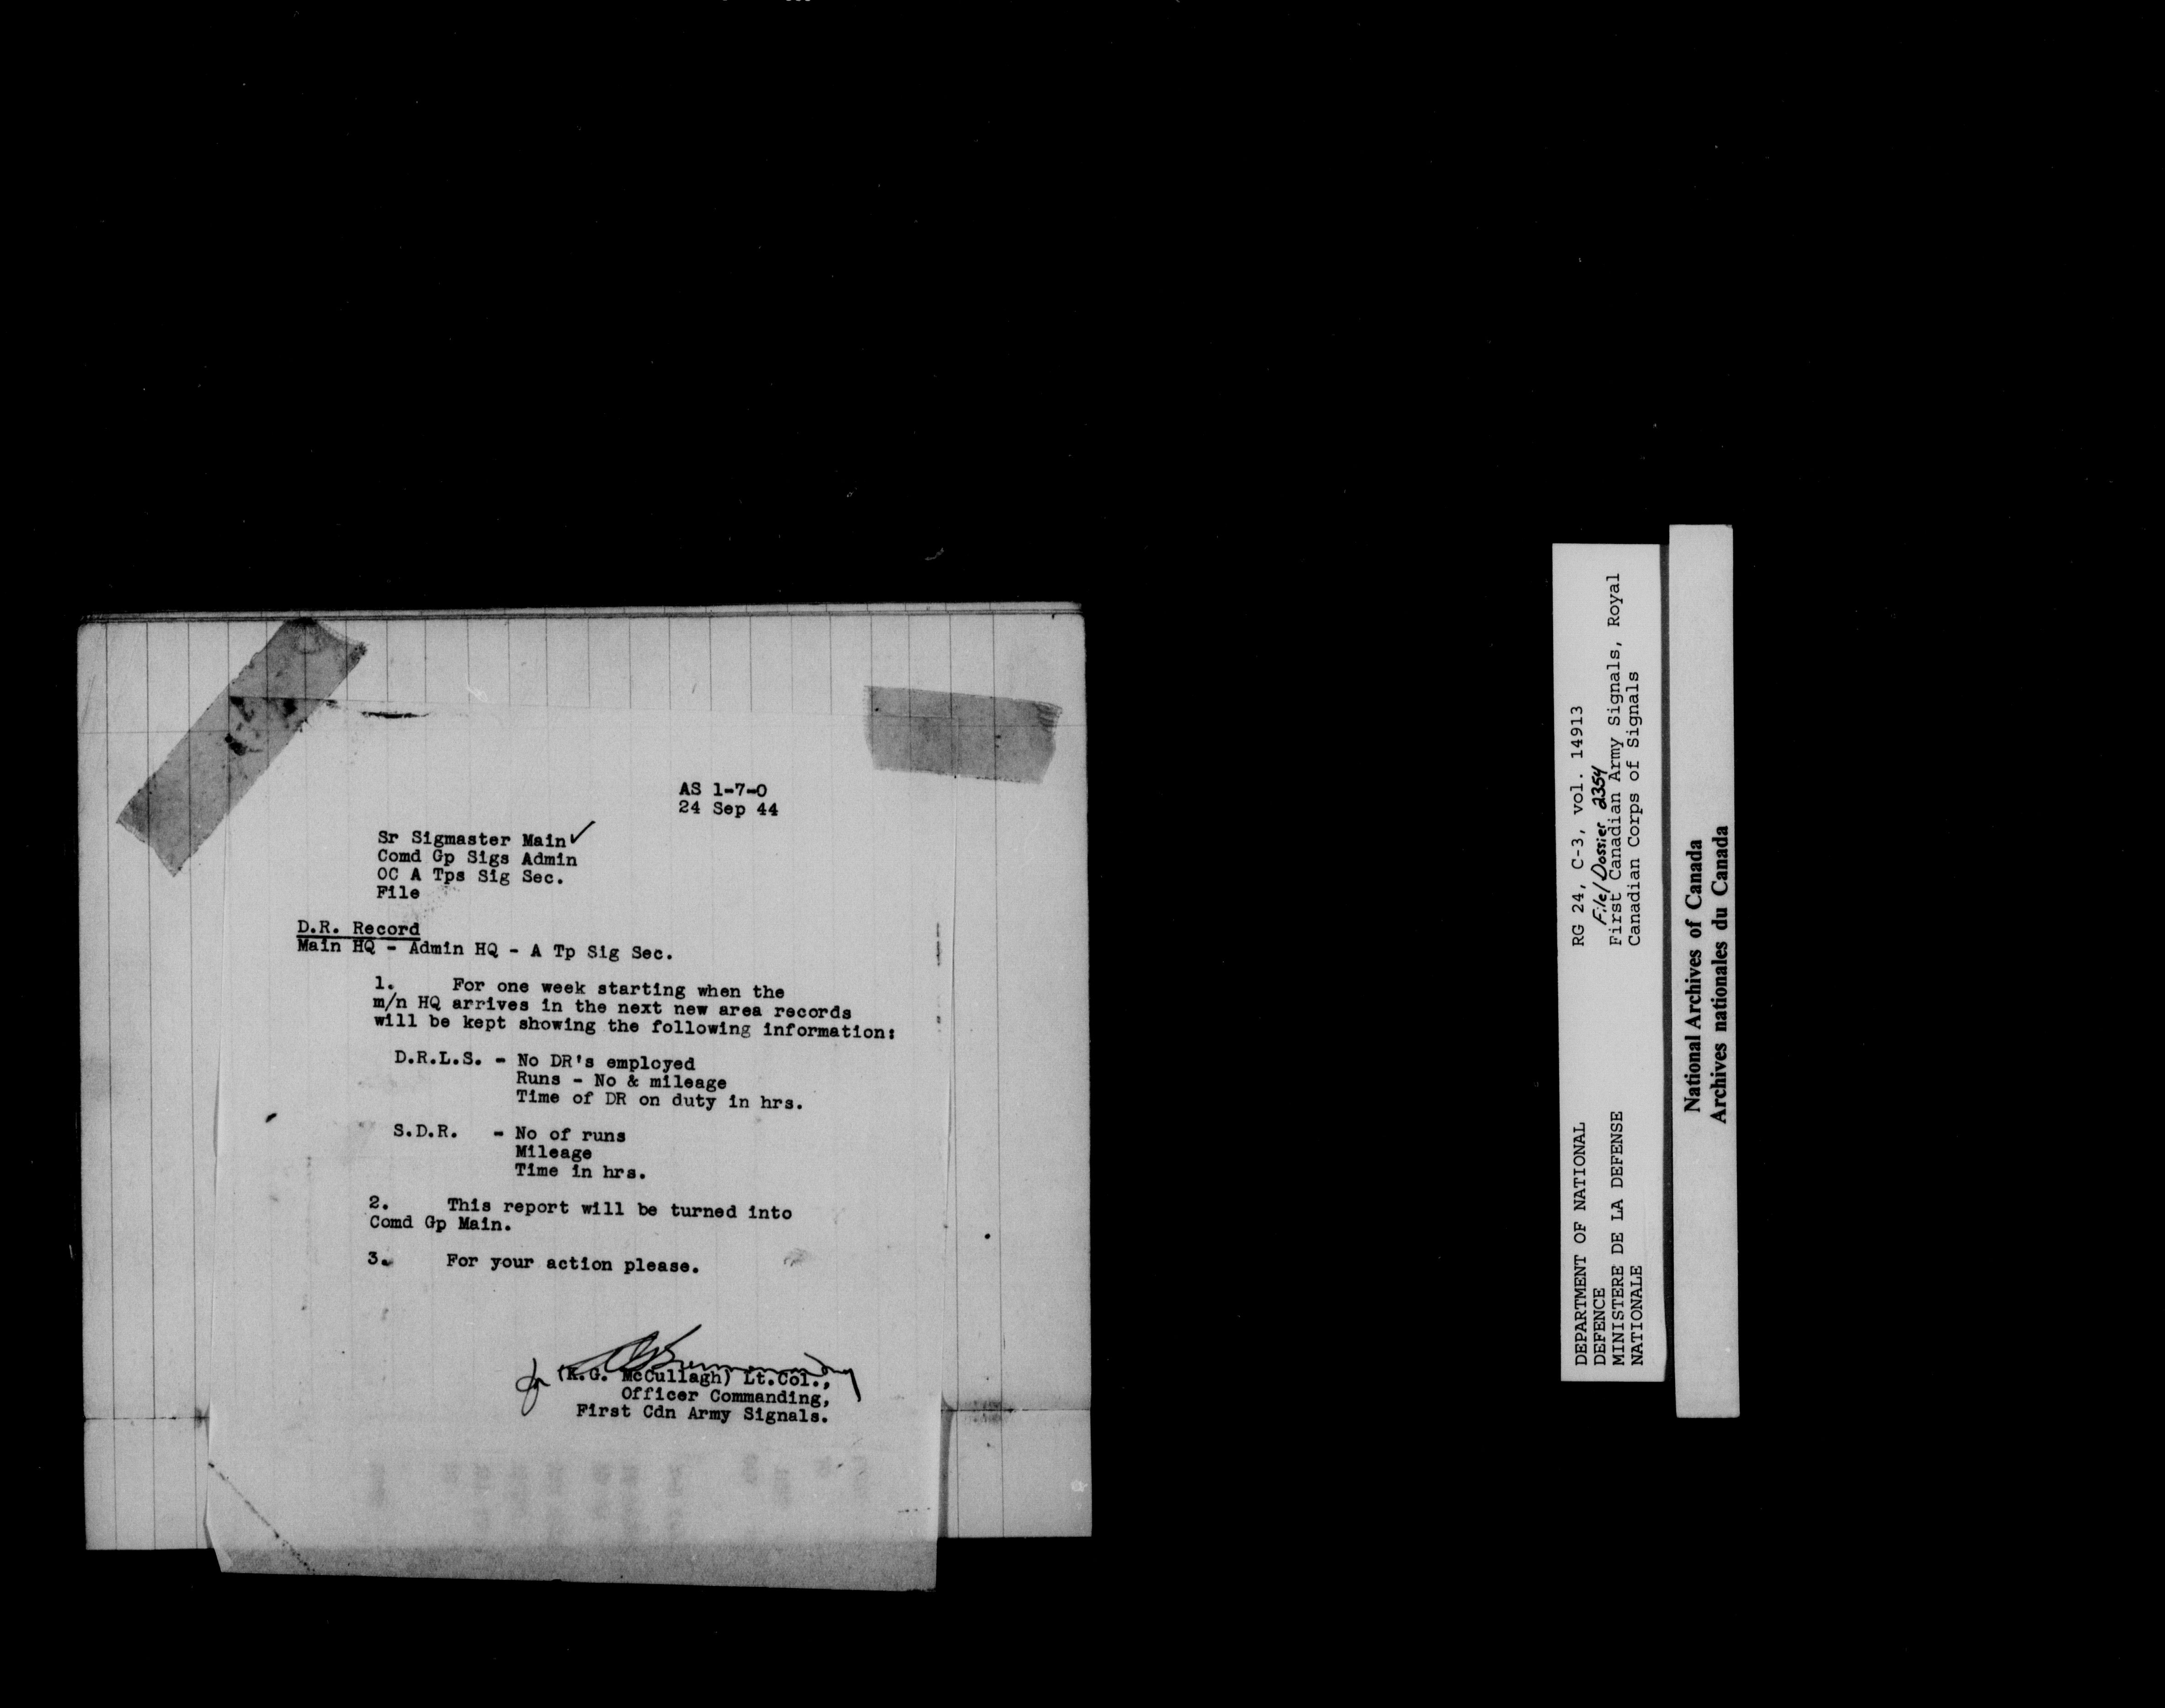 AS 1-7-0
24 Sep 44
Sr Sigmaster Main✓
Comd Gp Sigs Admin
OC A Tps Sig Sec.
File
D.R. Record
Main HQ - Admin HQ - A Tp Sig Sec.
1. For one week starting when the
m/n HQ arrives in the next new area records
will be kept showing the following information:
D.R.L.S. - No DR's employed
Runs - No & mileage
Time of DR on duty in hrs.
S.D.R. - No of runs
Mileage
Time in hrs.
2. This report will be turned into
Comd Gp Main.
3. For your action please.
for (K.G. McCullagh) Lt.Col.,
Officer Commanding,
First Cdn Army Signals.
DEPARTMENT OF NATIONAL
DEFENCE
MINISTERE DE LA DEFENSE
NATIONALE
RG 24, C-3, vol. 14913
File/Dossier 2354
First Canadian Army Signals, Royal
Canadian Corps of Signals
National Archives of Canada
Archives nationales du Canada